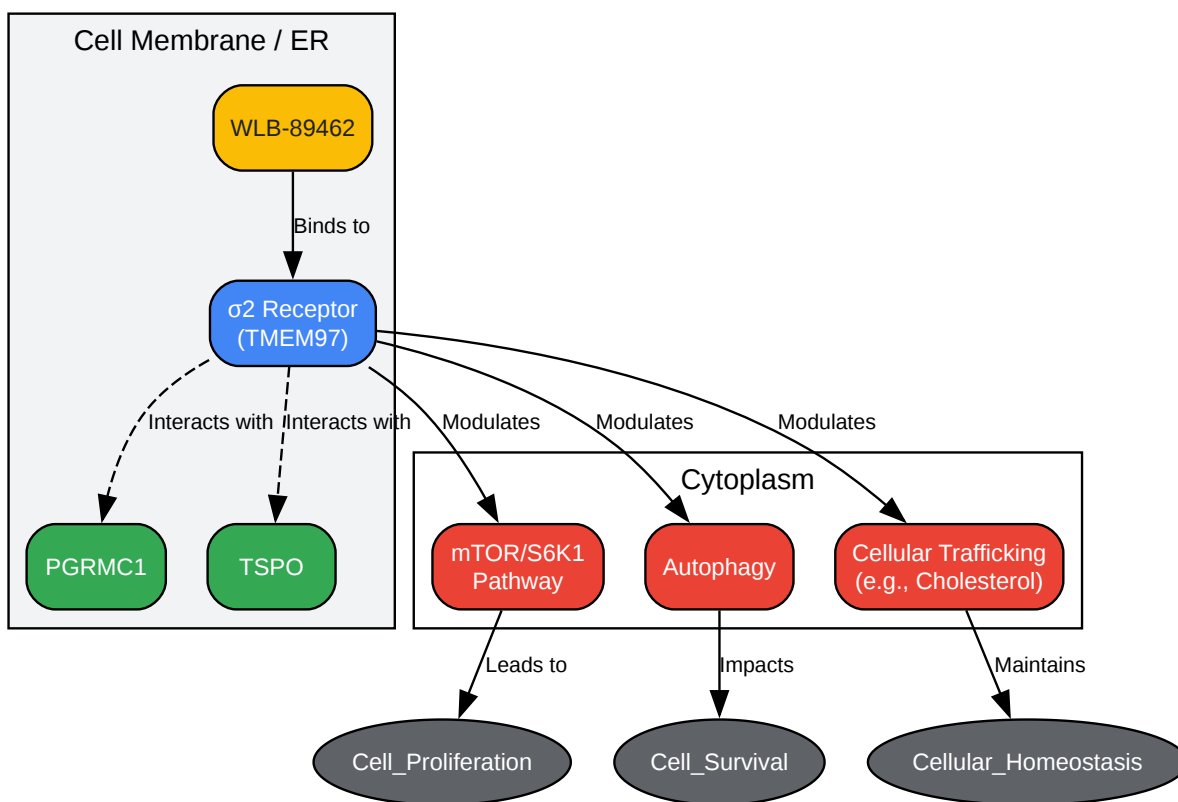 Cell Membrane / ER
WLB-89462
Binds to
σ2 Receptor
(TMEM97)
Interacts with
Interacts with
Modulates
Modulates
Modulates
Cytoplasm
PGRMC1
TSPO
mTOR/S6K1
Pathway
Autophagy
Cellular Trafficking
(e.g., Cholesterol)
Leads to
Impacts
Maintains
Cell_Proliferation
Cell_Survival
Cellular_Homeostasis